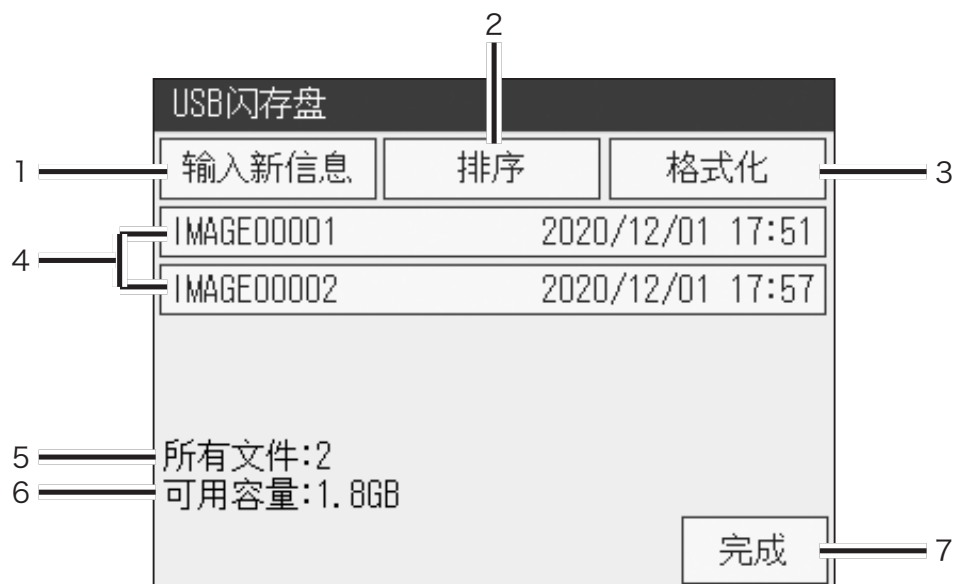 2
USB闪存盘
1 输入新信息 排序 格式化 3
IMAGE00001 2020/12/01 17:51
4
IMAGE00002 2020/12/01 17:57
5 所有文件:2
6 可用容量:1.8GB
完成 7